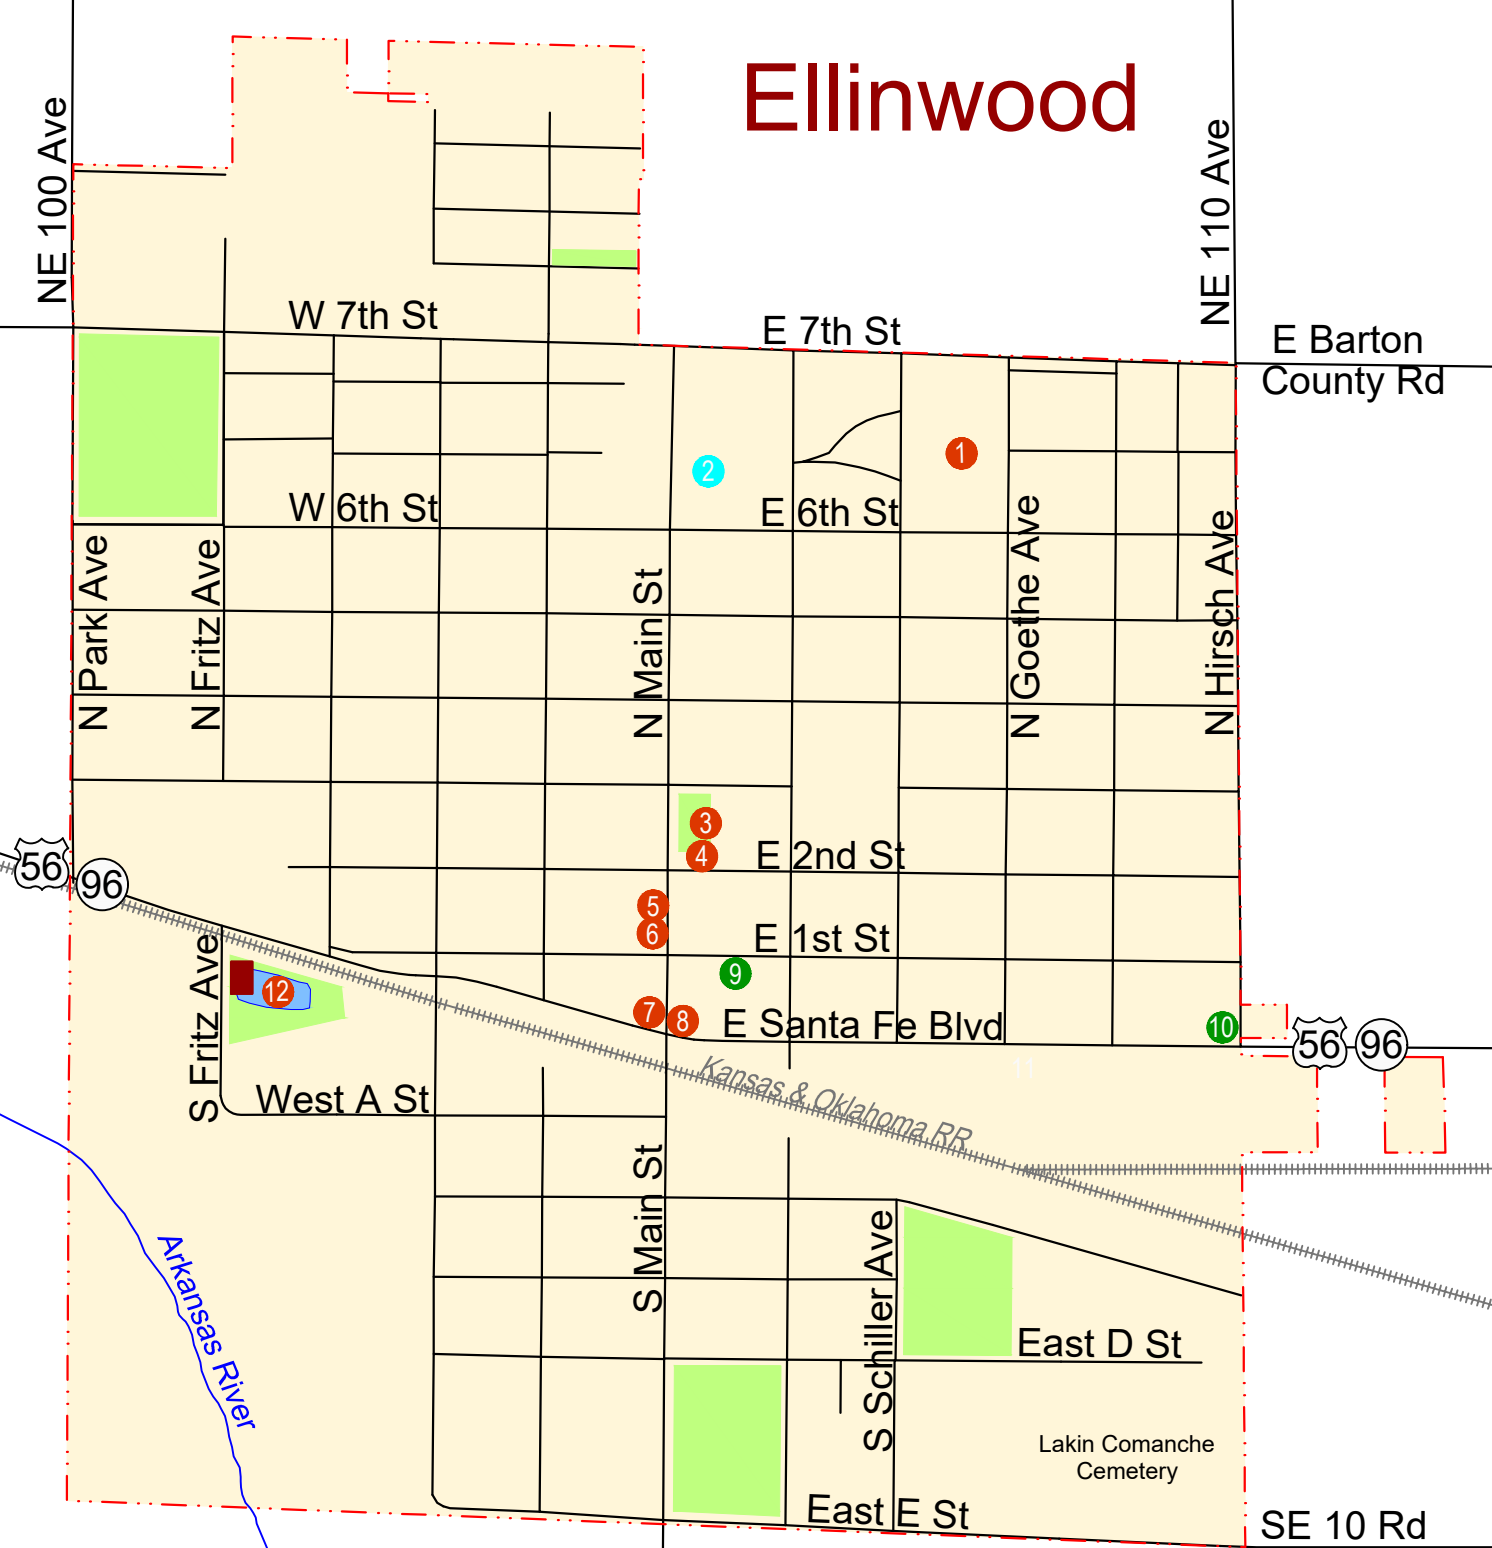 Ellinwood
NE 100 Ave
NE 110 Ave
W 7th St
E 7th St
E Barton
County Rd
1
2
W 6th St
E 6th St
N Park Ave
N Fritz Ave
N Main St
N Goethe Ave
N Hirsch Ave
3
4
E 2nd St
56
96
5
6
E 1st St
9
S Fritz Ave
12
7
8
E Santa Fe Blvd
10
56
96
11
Kansas & Oklahoma RR
West A St
S Main St
S Schiller Ave
Arkansas River
East D St
Lakin Comanche
Cemetery
East E St
SE 10 Rd